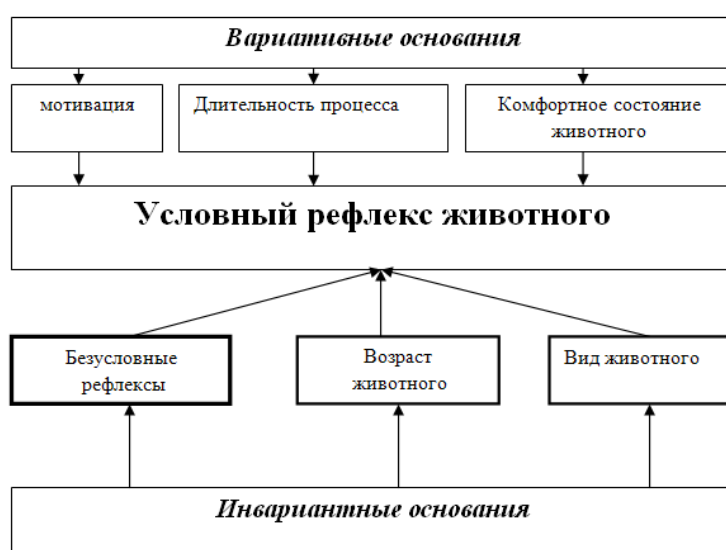 Вариативные основания
мотивация
Длительность процесса
Комфортное состояние
животного
Условный рефлекс животного
Безусловные
рефлексы
Возраст
животного
Вид животного
Инвариантные основания